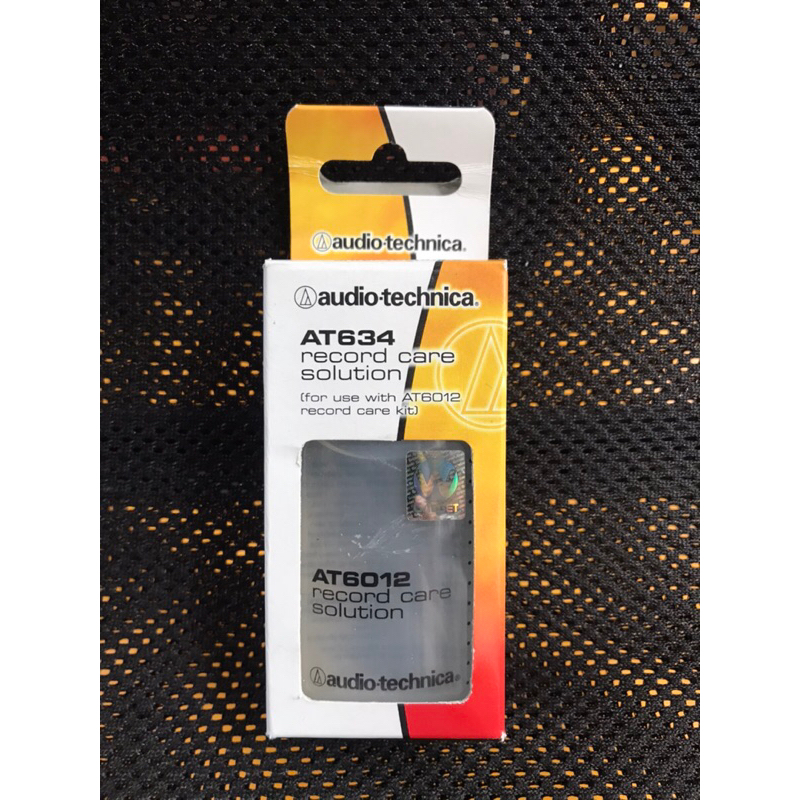 audio-technica®
audio-technica®
AT634
record care
solution
(for use with AT6012
record care kit)
AT6012
record care
solution
audio-technica®